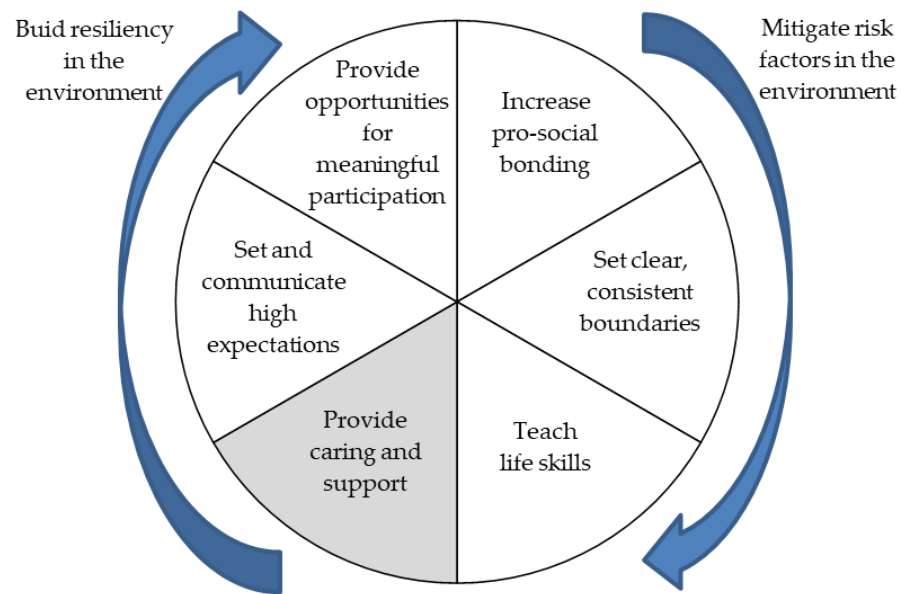 Buid resiliency
in the
environment
Mitigate risk
factors in the
environment
Provide
opportunities
for
meaningful
participation
Increase
pro-social
bonding
Set and
communicate
high
expectations
Set clear,
consistent
boundaries
Provide
caring and
support
Teach
life skills